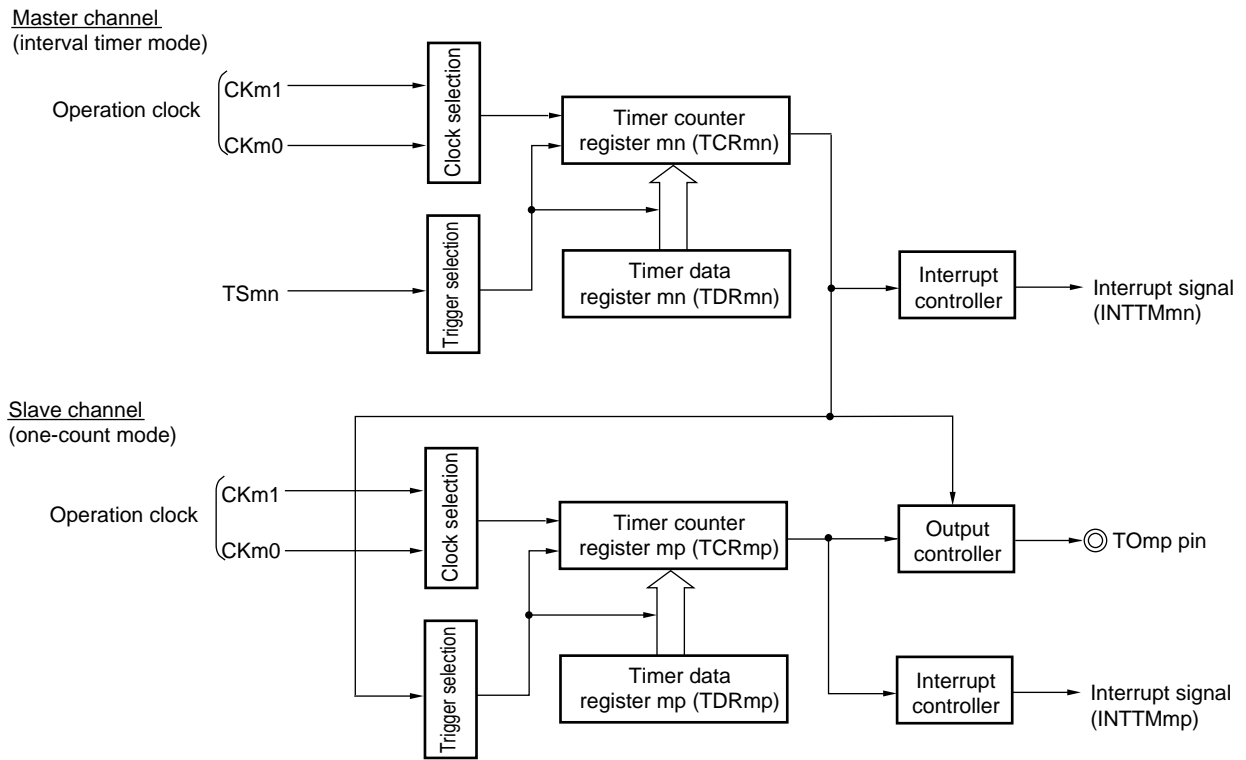 Master channel
(interval timer mode)
Operation clock
CKm1
CKm0
Clock selection
Timer counter
register mn (TCRmn)
TSmn
Trigger selection
Timer data
register mn (TDRmn)
Interrupt
controller
Interrupt signal
(INTTMmn)
Slave channel
(one-count mode)
Operation clock
CKm1
CKm0
Clock selection
Timer counter
register mp (TCRmp)
Output
controller
TOmp pin
Trigger selection
Timer data
register mp (TDRmp)
Interrupt
controller
Interrupt signal
(INTTMmp)